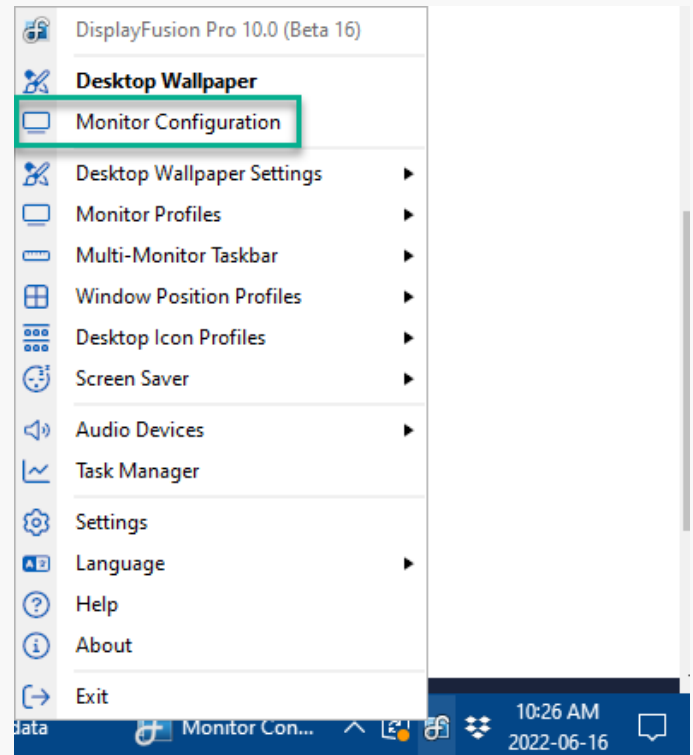 DisplayFusion Pro 10.0 (Beta 16)
Desktop Wallpaper
Monitor Configuration
Desktop Wallpaper Settings
Monitor Profiles
Multi-Monitor Taskbar
Window Position Profiles
Desktop Icon Profiles
Screen Saver
Audio Devices
Task Manager
Settings
Language
Help
About
Exit
data
Monitor Con...
10:26 AM
2022-06-16